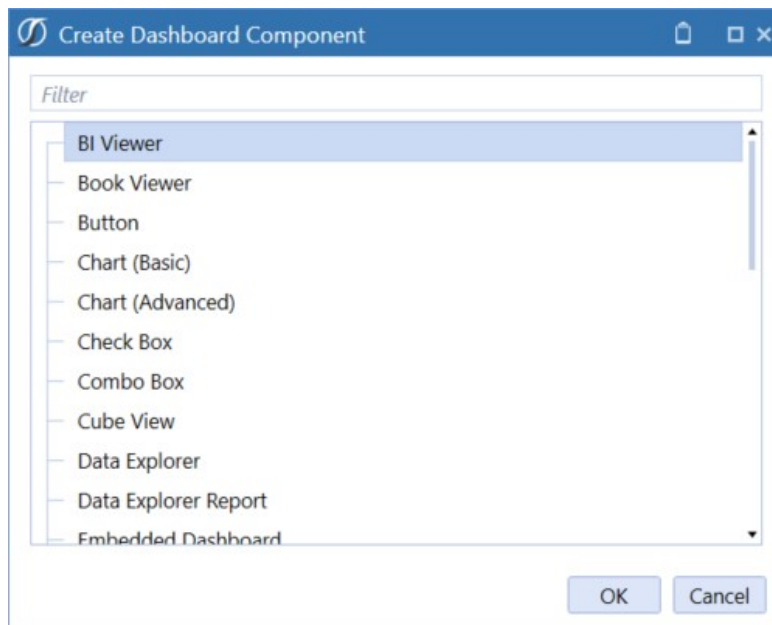 Create Dashboard Component
Filter
BI Viewer
Book Viewer
Button
Chart (Basic)
Chart (Advanced)
Check Box
Combo Box
Cube View
Data Explorer
Data Explorer Report
Embedded Dashboard
OK Cancel